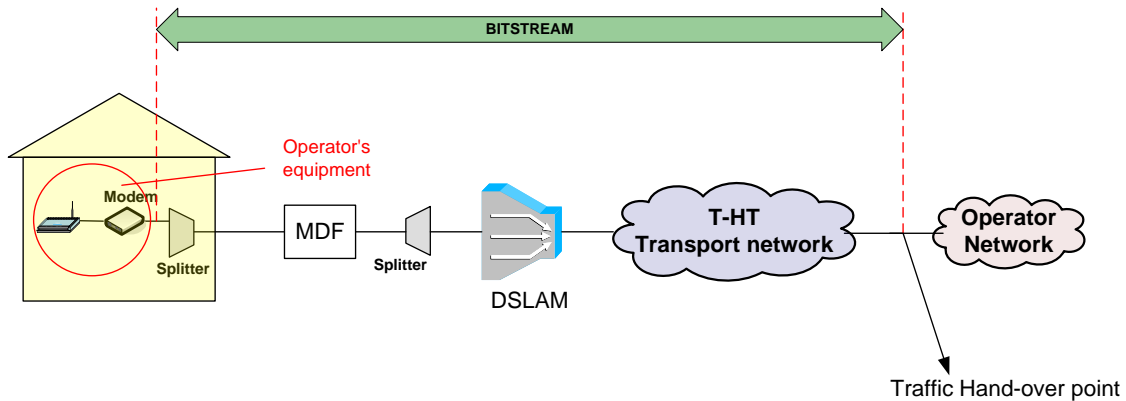 BITSTREAM
Operator's
equipment
Modem
Splitter
MDF
Splitter
DSLAM
T-HT
Transport network
Operator
Network
Traffic Hand-over point